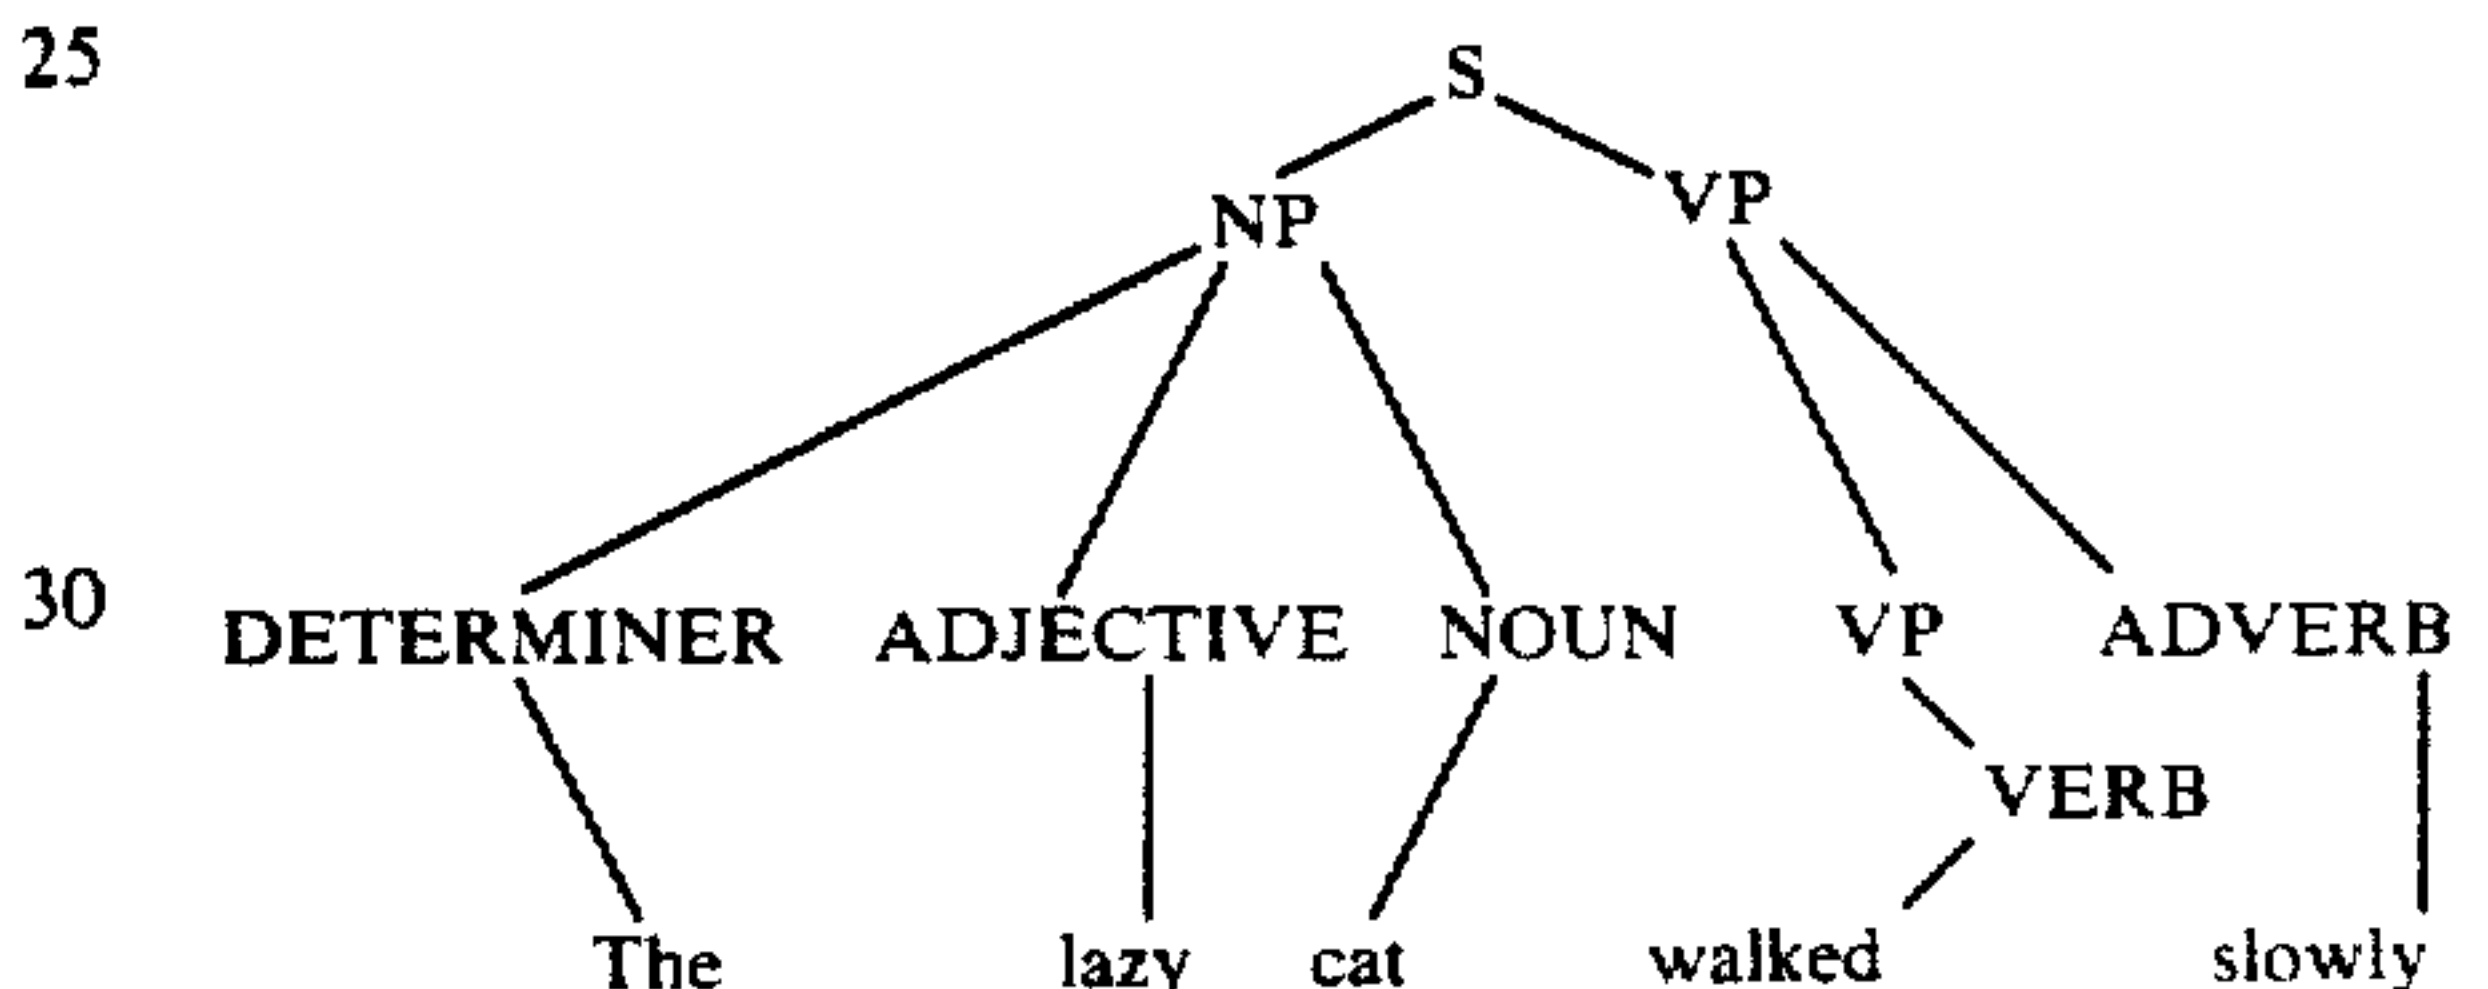 25
S
NP VP
30
DETERMINER ADJECTIVE NOUN VP ADVERB
VERB
The lazy cat walked slowly